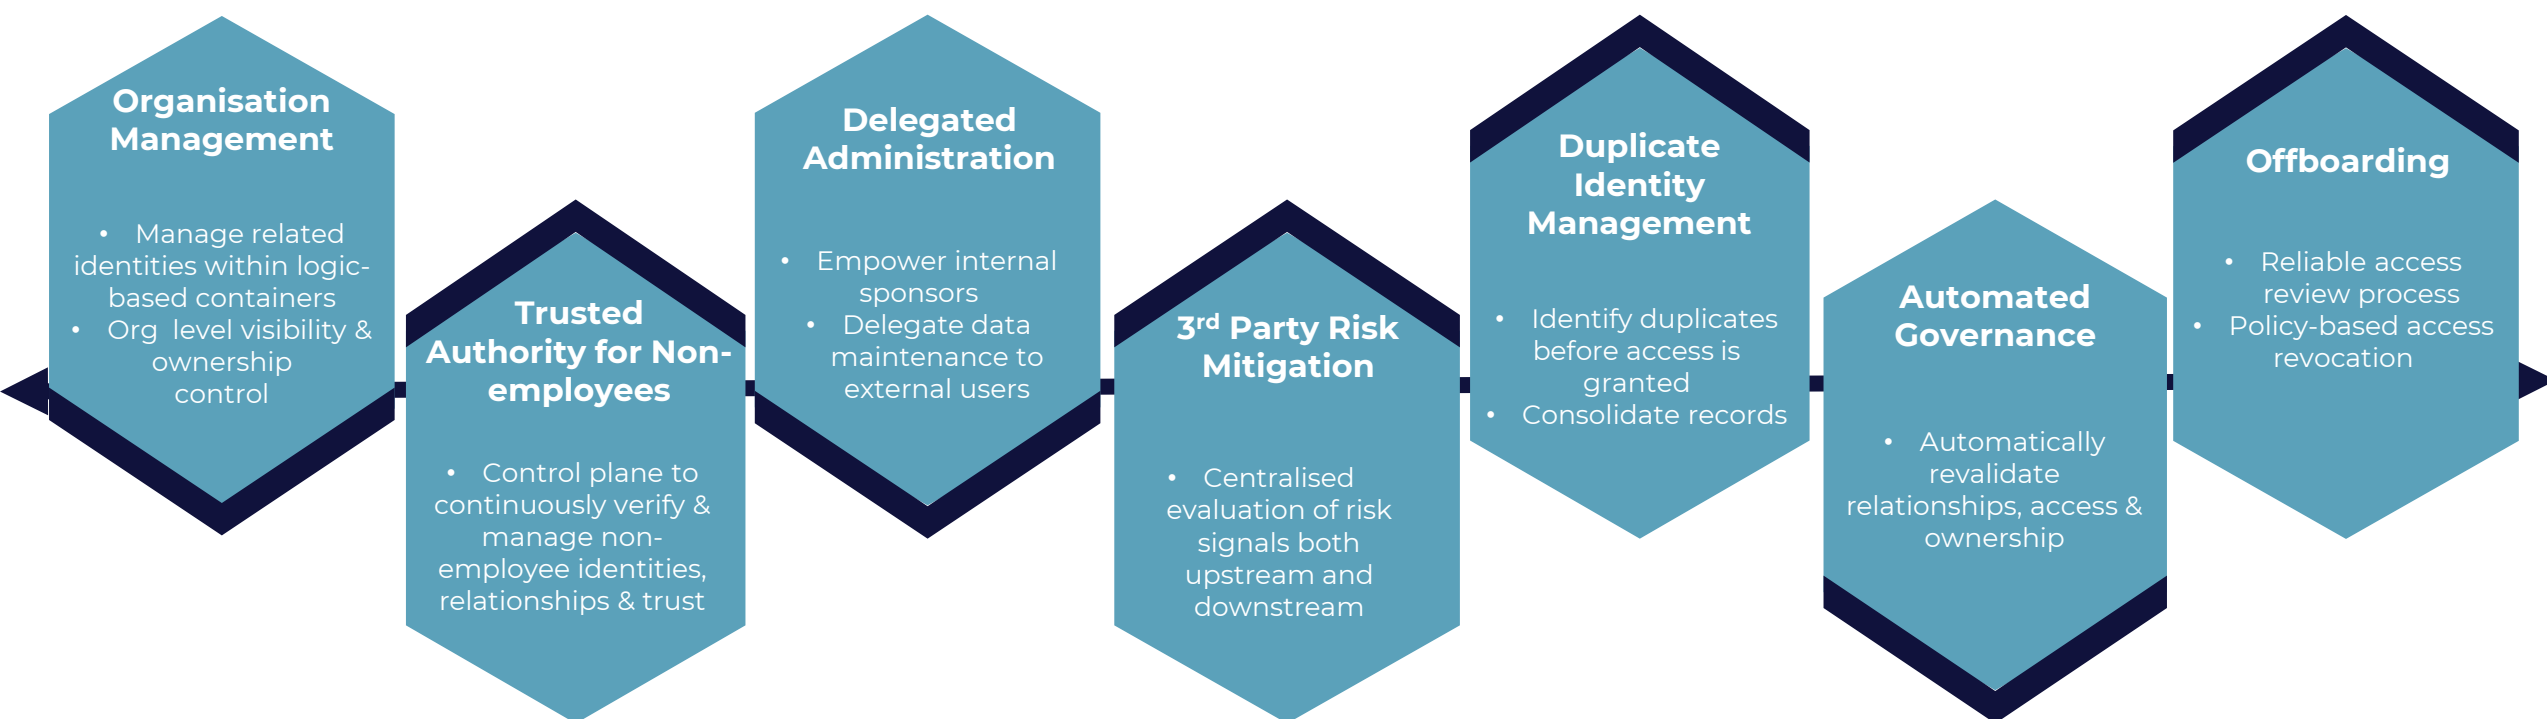 Organisation
Management
• Manage related
identities within logic-
based containers
• Org level visibility &
ownership
control
Trusted
Authority for Non-
employees
• Control plane to
continuously verify &
manage non-
employee identities,
relationships & trust
Delegated
Administration
• Empower internal
sponsors
• Delegate data
maintenance to
external users
3rd Party Risk
Mitigation
• Centralised
evaluation of risk
signals both
upstream and
downstream
Duplicate
Identity
Management
• Identify duplicates
before access is
granted
• Consolidate records
Automated
Governance
• Automatically
revalidate
relationships, access &
ownership
Offboarding
• Reliable access
review process
• Policy-based access
revocation